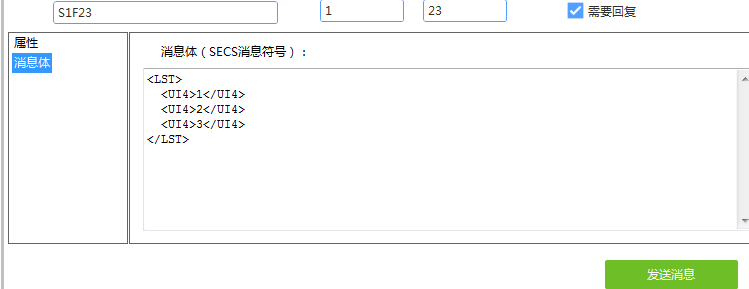 S1F23 1 23 需要回复
属性
消息体
消息体（SECS消息符号）：
<LST>
  <UI4>1</UI4>
  <UI4>2</UI4>
  <UI4>3</UI4>
</LST>
发送消息